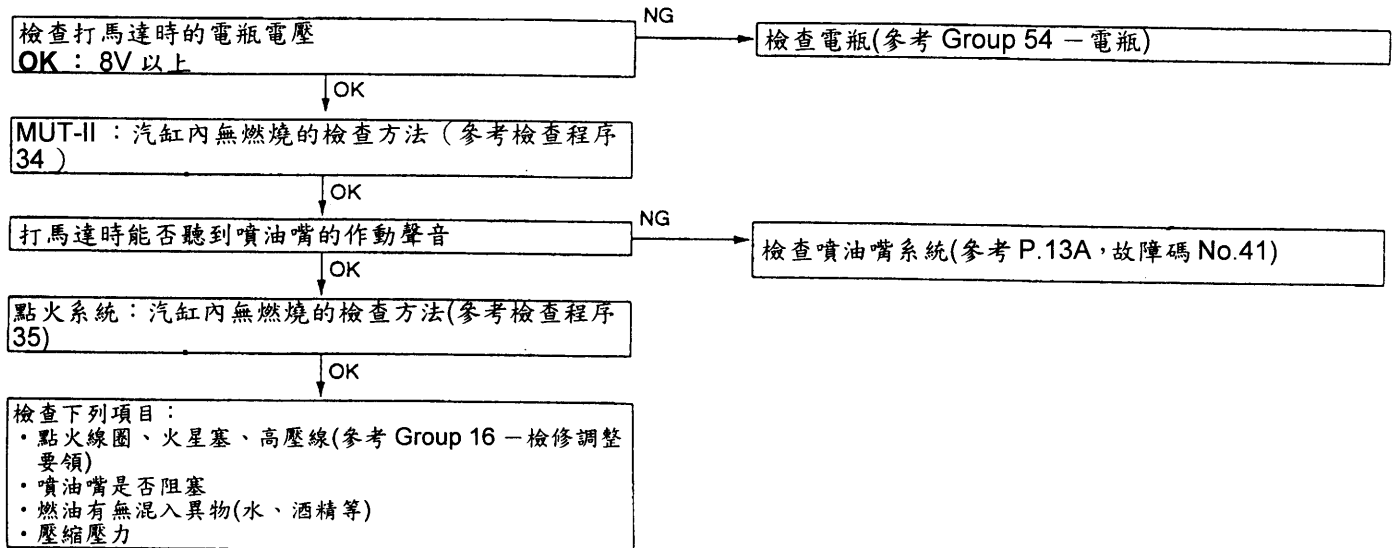 檢查打馬達時的電瓶電壓
OK ： 8V 以上
NG
檢查電瓶(參考 Group 54 －電瓶)
OK
MUT-II ：汽缸內無燃燒的檢查方法（參考檢查程序
34 ）
OK
打馬達時能否聽到噴油嘴的作動聲音
NG
檢查噴油嘴系統(參考 P.13A，故障碼 No.41)
OK
點火系統：汽缸內無燃燒的檢查方法(參考檢查程序
35)
OK
檢查下列項目：
・點火線圈、火星塞、高壓線(參考 Group 16 －檢修調整
要領)
・噴油嘴是否阻塞
・燃油有無混入異物(水、酒精等)
・壓縮壓力